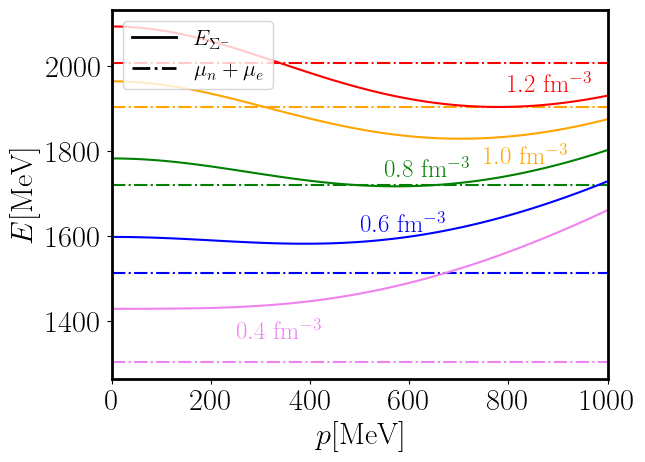 E_{Σ⁻}
μ_n + μ_e
2000
1800
1600
1400
E[MeV]
1.2 fm⁻³
1.0 fm⁻³
0.8 fm⁻³
0.6 fm⁻³
0.4 fm⁻³
0 200 400 600 800 1000
p[MeV]